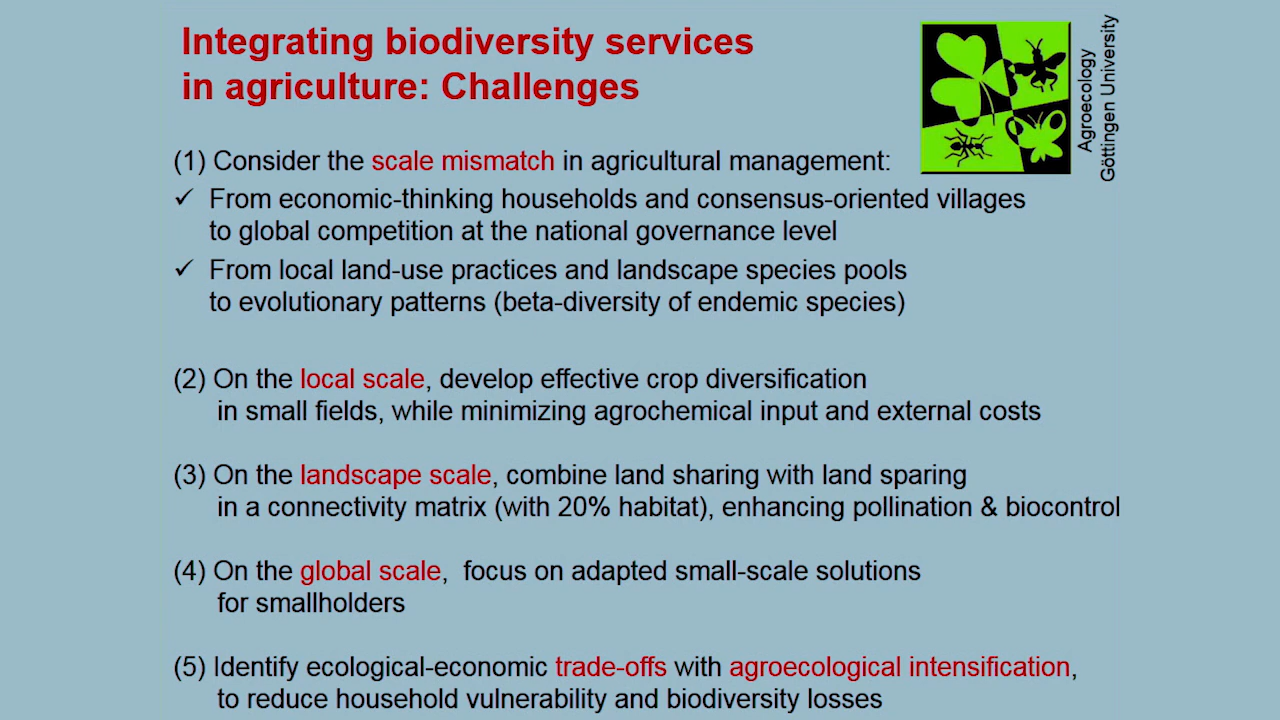 Integrating biodiversity services
in agriculture: Challenges
Agroecology
Göttingen University
(1) Consider the scale mismatch in agricultural management:
✓ From economic-thinking households and consensus-oriented villages
to global competition at the national governance level
✓ From local land-use practices and landscape species pools
to evolutionary patterns (beta-diversity of endemic species)
(2) On the local scale, develop effective crop diversification
in small fields, while minimizing agrochemical input and external costs
(3) On the landscape scale, combine land sharing with land sparing
in a connectivity matrix (with 20% habitat), enhancing pollination & biocontrol
(4) On the global scale, focus on adapted small-scale solutions
for smallholders
(5) Identify ecological-economic trade-offs with agroecological intensification,
to reduce household vulnerability and biodiversity losses